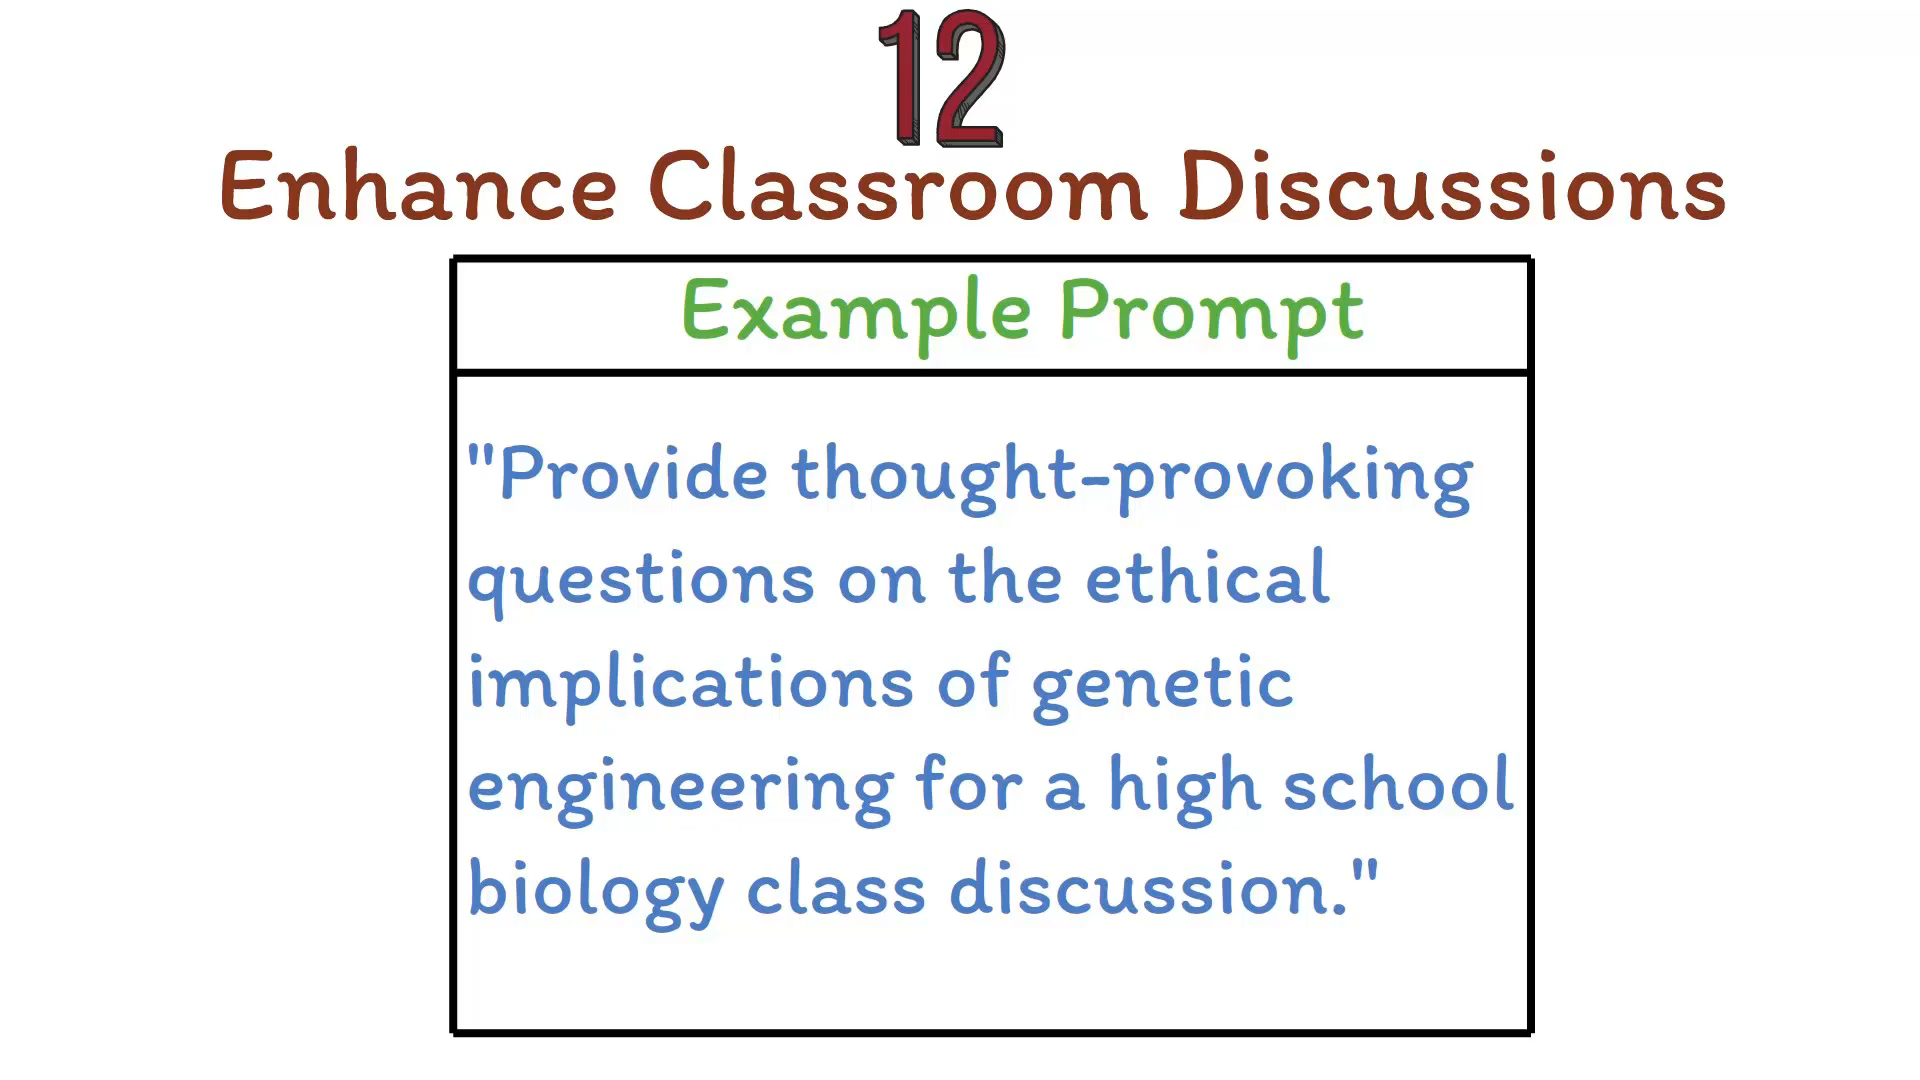 12
Enhance Classroom Discussions
Example Prompt
"Provide thought-provoking
questions on the ethical
implications of genetic
engineering for a high school
biology class discussion."